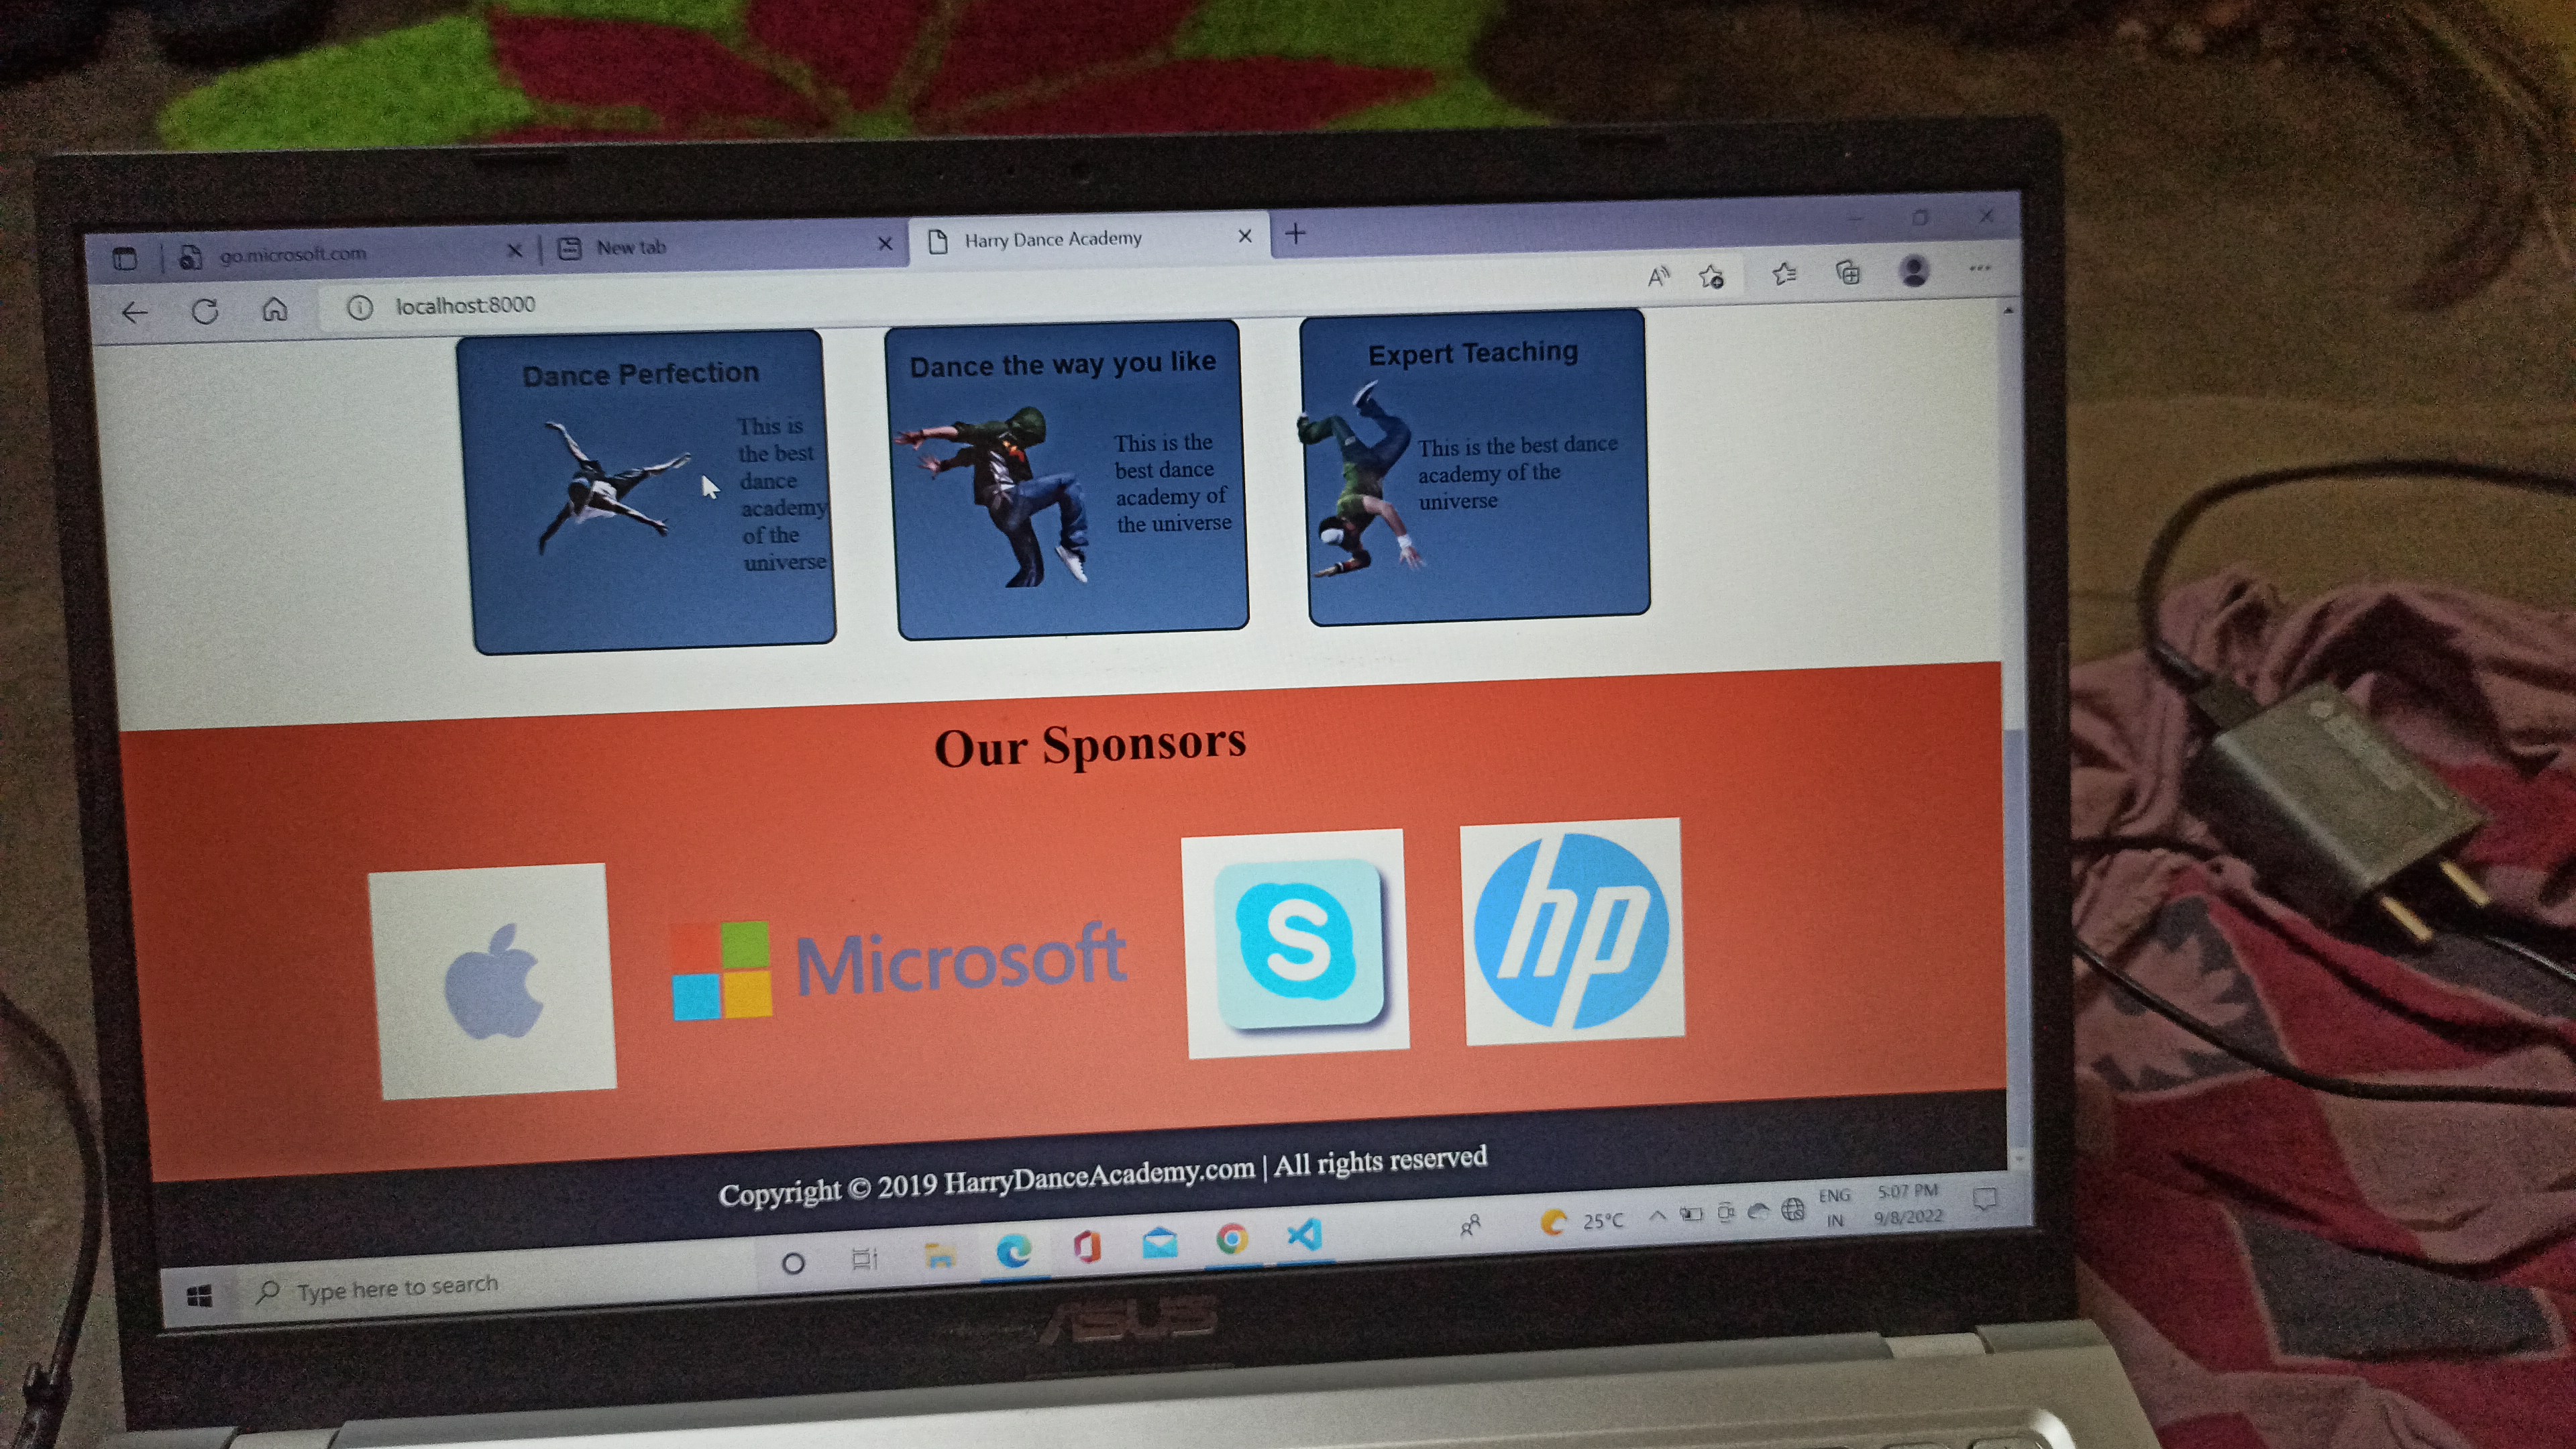 go.microsoft.com
New tab
Harry Dance Academy
localhost:8000
Dance Perfection
This is
the best
dance
academy
of the
universe
Dance the way you like
This is the
best dance
academy of
the universe
Expert Teaching
This is the best dance
academy of the
universe
Our Sponsors
Microsoft
S
hp
Copyright © 2019 HarryDanceAcademy.com | All rights reserved
Type here to search
25°C
ENG
IN
5:07 PM
9/8/2022
ASUS